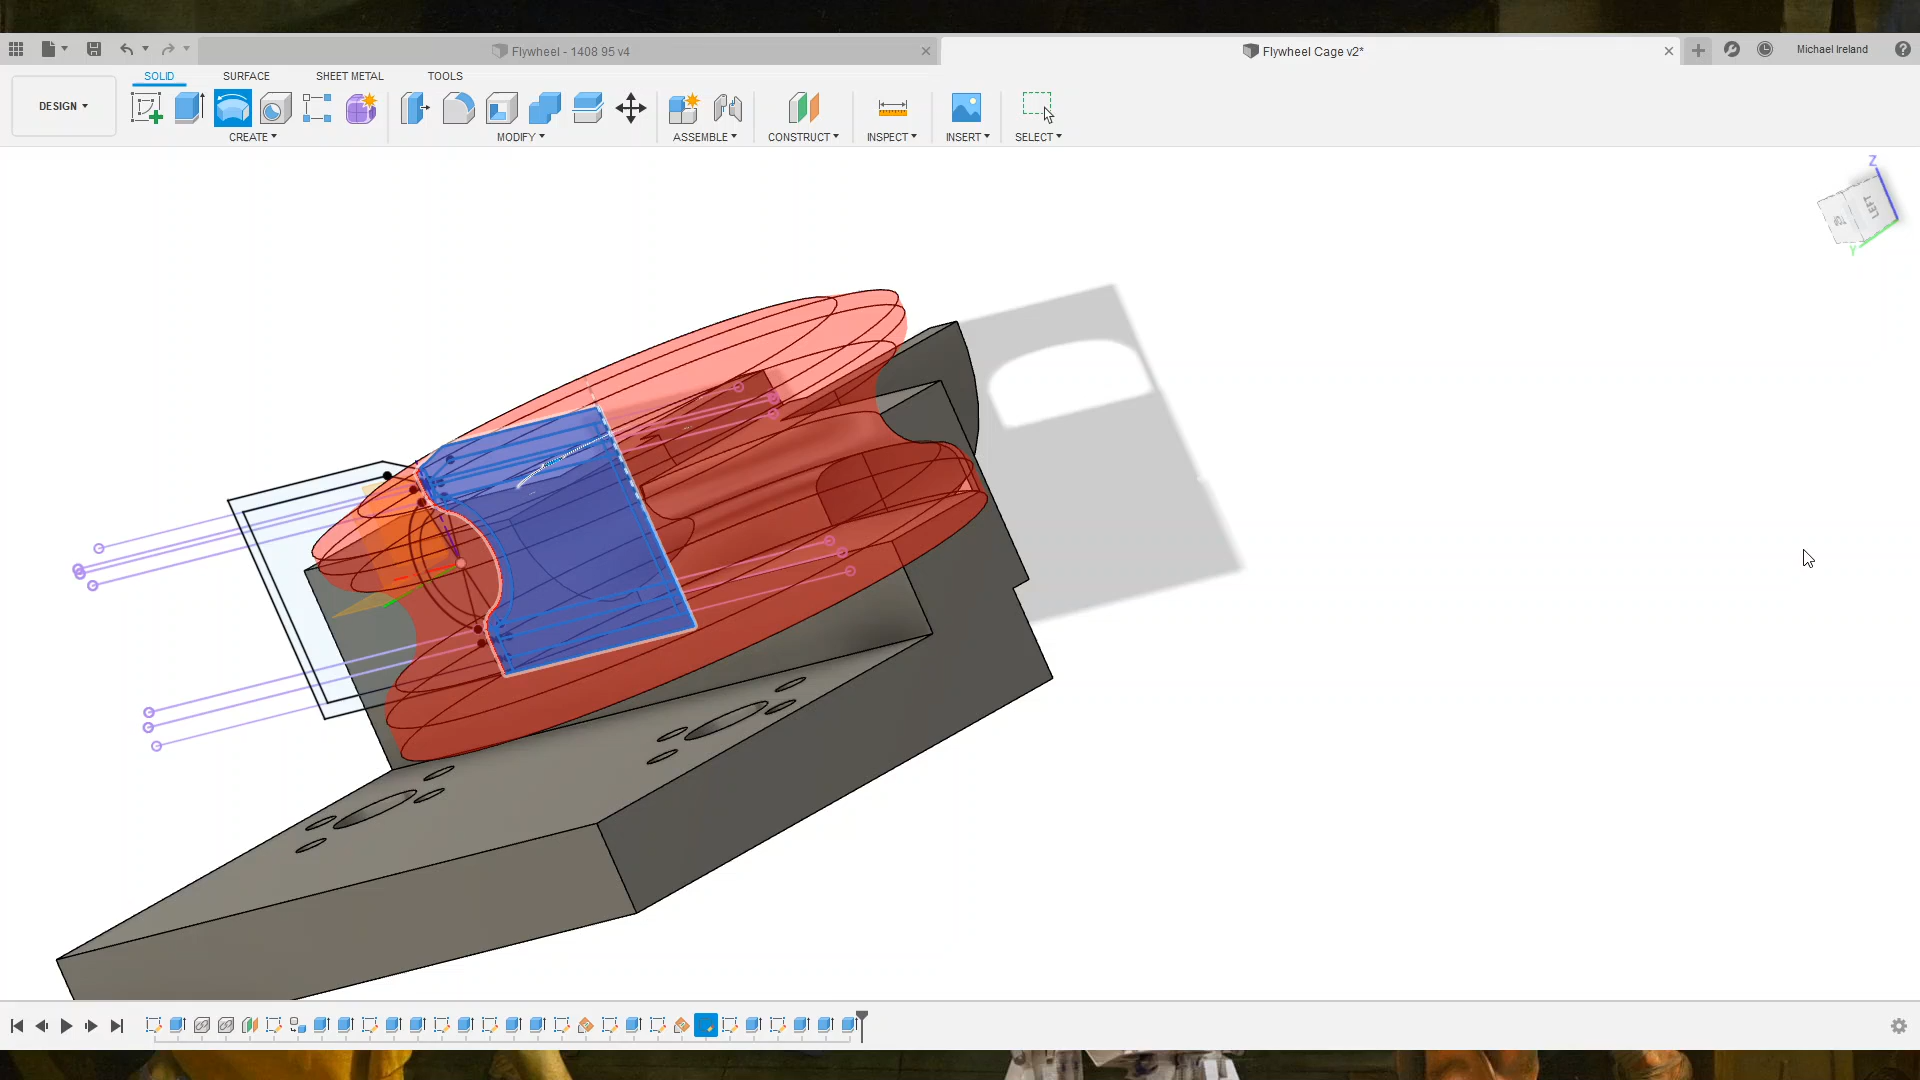 Flywheel - 1408 95 v4
Flywheel Cage v2*
Michael Ireland
DESIGN
SOLID
SURFACE
SHEET METAL
TOOLS
CREATE
MODIFY
ASSEMBLE
CONSTRUCT
INSPECT
INSERT
SELECT
Z
LEFT
Y